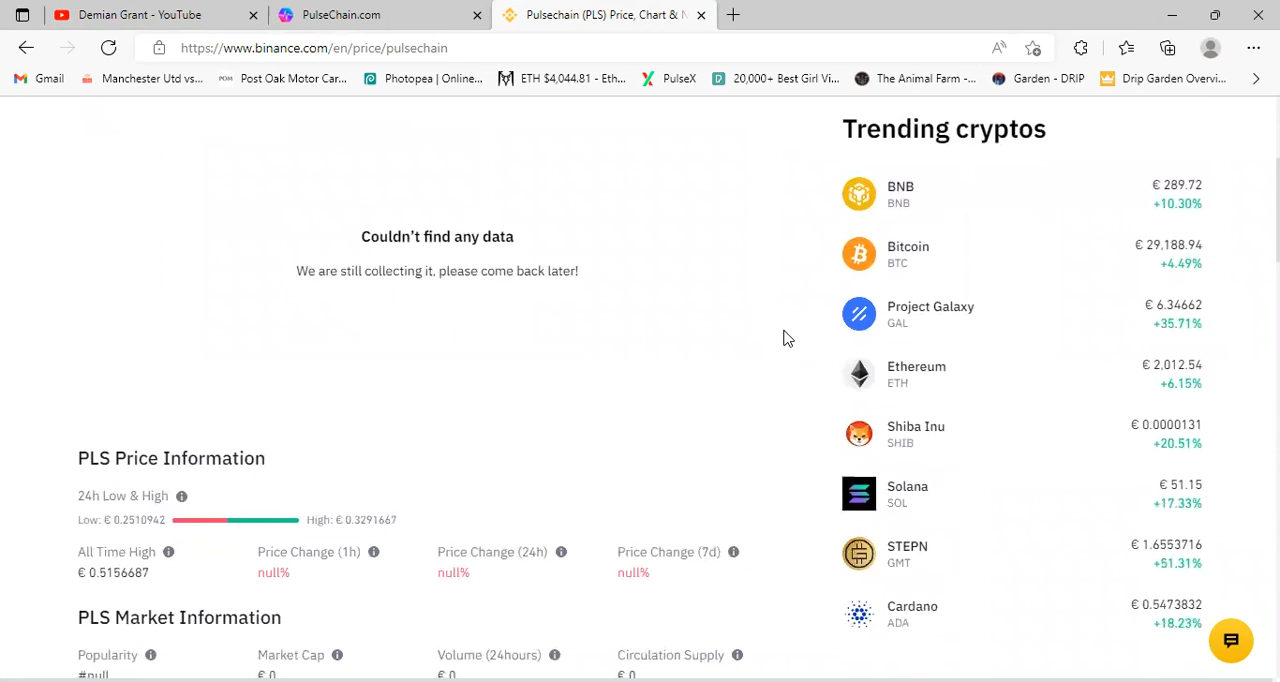 Demian Grant - YouTube
PulseChain.com
Pulsechain (PLS) Price, Chart & N
https://www.binance.com/en/price/pulsechain
Gmail
Manchester Utd vs...
POM Post Oak Motor Car...
Photopea | Online...
ETH $4,044.81 - Eth...
PulseX
20,000+ Best Girl Vi...
The Animal Farm -...
Garden - DRIP
Drip Garden Overvi...
Couldn't find any data
We are still collecting it, please come back later!
PLS Price Information
24h Low & High
Low: € 0.2510942 High: € 0.3291667
All Time High Price Change (1h) Price Change (24h) Price Change (7d)
€ 0.5156687 null% null% null%
PLS Market Information
Popularity Market Cap Volume (24hours) Circulation Supply
#null € 0 € 0 € 0
Trending cryptos
BNB € 289.72
BNB +10.30%
Bitcoin € 29,188.94
BTC +4.49%
Project Galaxy € 6.34662
GAL +35.71%
Ethereum € 2,012.54
ETH +6.15%
Shiba Inu € 0.0000131
SHIB +20.51%
Solana € 51.15
SOL +17.33%
STEPN € 1.6553716
GMT +51.31%
Cardano € 0.5473832
ADA +18.23%